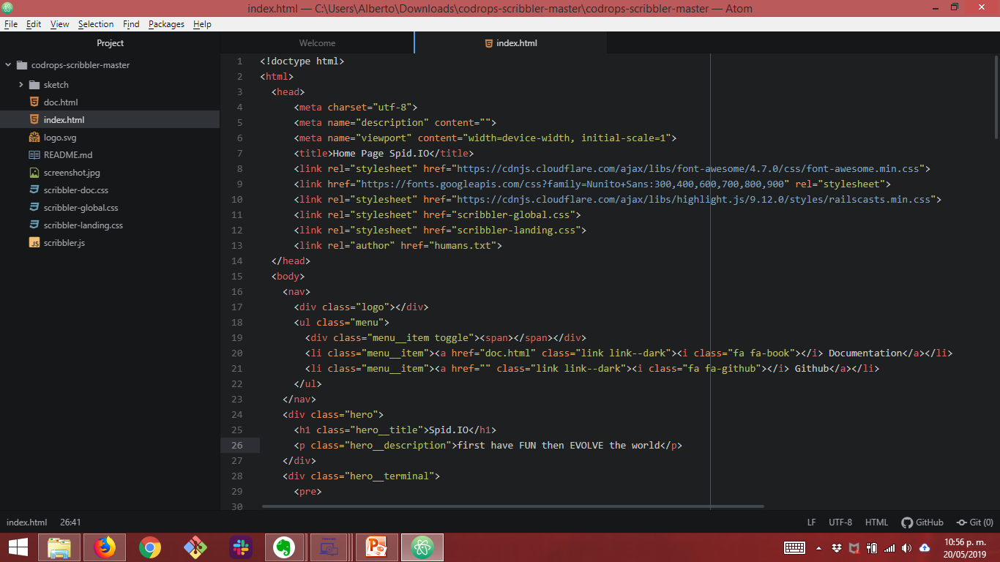 index.html — C:\Users\Alberto\Downloads\codrops-scribbler-master\codrops-scribbler-master — Atom
File Edit View Selection Find Packages Help
Project
codrops-scribbler-master
sketch
doc.html
index.html
logo.svg
README.md
screenshot.jpg
scribbler-doc.css
scribbler-global.css
scribbler-landing.css
scribbler.js
Welcome
index.html
1 <!doctype html>
2 <html>
3 <head>
4 <meta charset="utf-8">
5 <meta name="description" content="">
6 <meta name="viewport" content="width=device-width, initial-scale=1">
7 <title>Home Page Spid.IO</title>
8 <link rel="stylesheet" href="https://cdnjs.cloudflare.com/ajax/libs/font-awesome/4.7.0/css/font-awesome.min.css">
9 <link href="https://fonts.googleapis.com/css?family=Nunito+Sans:300,400,600,700,800,900" rel="stylesheet">
10 <link rel="stylesheet" href="https://cdnjs.cloudflare.com/ajax/libs/highlight.js/9.12.0/styles/railscasts.min.css">
11 <link rel="stylesheet" href="scribbler-global.css">
12 <link rel="stylesheet" href="scribbler-landing.css">
13 <link rel="author" href="humans.txt">
14 </head>
15 <body>
16 <nav>
17 <div class="logo"></div>
18 <ul class="menu">
19 <div class="menu__item toggle"><span></span></div>
20 <li class="menu__item"><a href="doc.html" class="link link--dark"><i class="fa fa-book"></i> Documentation</a></li>
21 <li class="menu__item"><a href="" class="link link--dark"><i class="fa fa-github"></i> Github</a></li>
22 </ul>
23 </nav>
24 <div class="hero">
25 <h1 class="hero__title">Spid.IO</h1>
26 <p class="hero__description">first have FUN then EVOLVE the world</p>
27 </div>
28 <div class="hero__terminal">
29 <pre>
30
index.html 26:41 LF UTF-8 HTML GitHub Git (0)
10:56 p. m.
20/05/2019